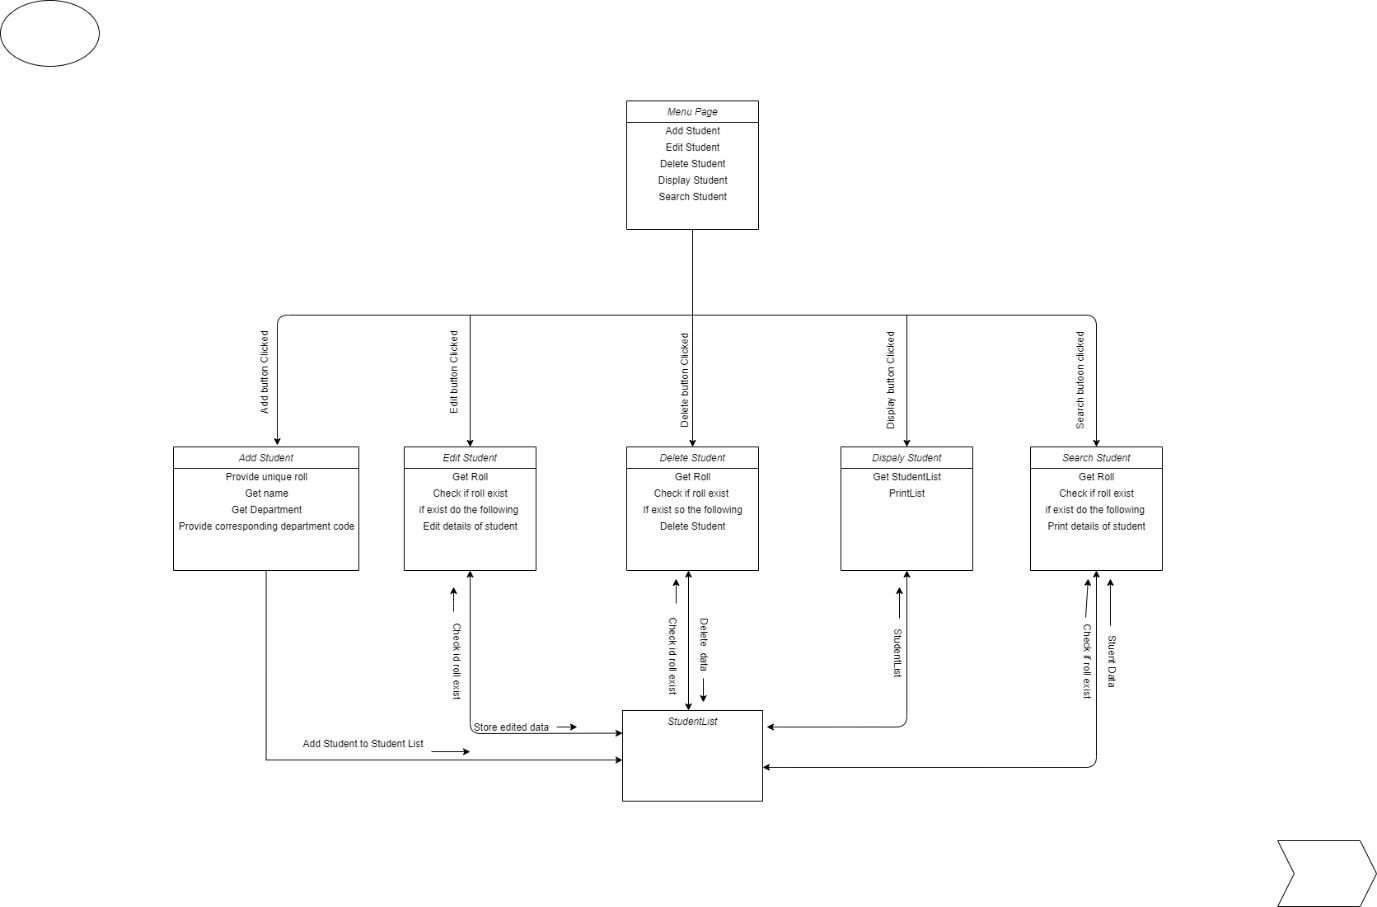 Menu Page
Add Student
Edit Student
Delete Student
Display Student
Search Student
Add button Clicked
Edit button Clicked
Delete button Clicked
Display button Clicked
Search butoon clicked
Add Student
Provide unique roll
Get name
Get Department
Provide corresponding department code
Edit Student
Get Roll
Check if roll exist
if exist do the following
Edit details of student
Delete Student
Get Roll
Check if roll exist
If exist so the following
Delete Student
Dispaly Student
Get StudentList
PrintList
Search Student
Get Roll
Check if roll exist
if exist do the following
Print details of student
Check id roll exist
Check id roll exist
Delete data
StudentList
Check if roll exist
Stuent Data
Store edited data
Add Student to Student List
StudentList